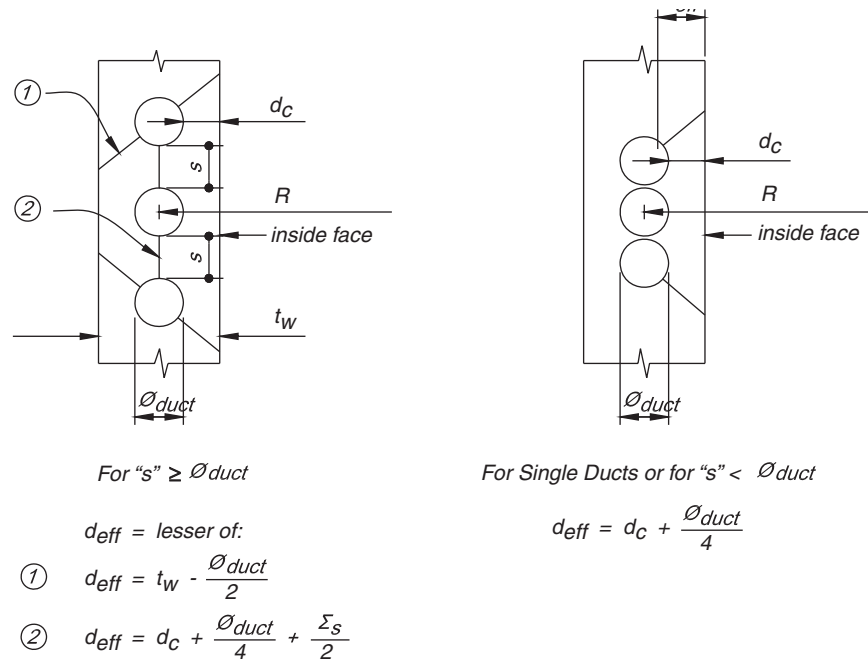 ①
d_c
s
R
②
inside face
s
t_w
Ø_duct
For “s” ≥ Ø_duct
d_eff = lesser of:
① d_eff = t_w - Ø_duct / 2
② d_eff = d_c + Ø_duct / 4 + Σ_s / 2
d_c
R
inside face
Ø_duct
For Single Ducts or for “s” < Ø_duct
d_eff = d_c + Ø_duct / 4